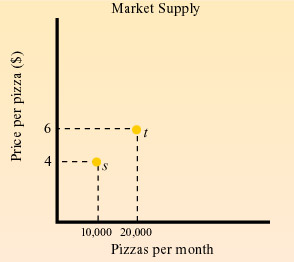 Market Supply
Price per pizza ($)
6
t
4
s
10,000 20,000
Pizzas per month